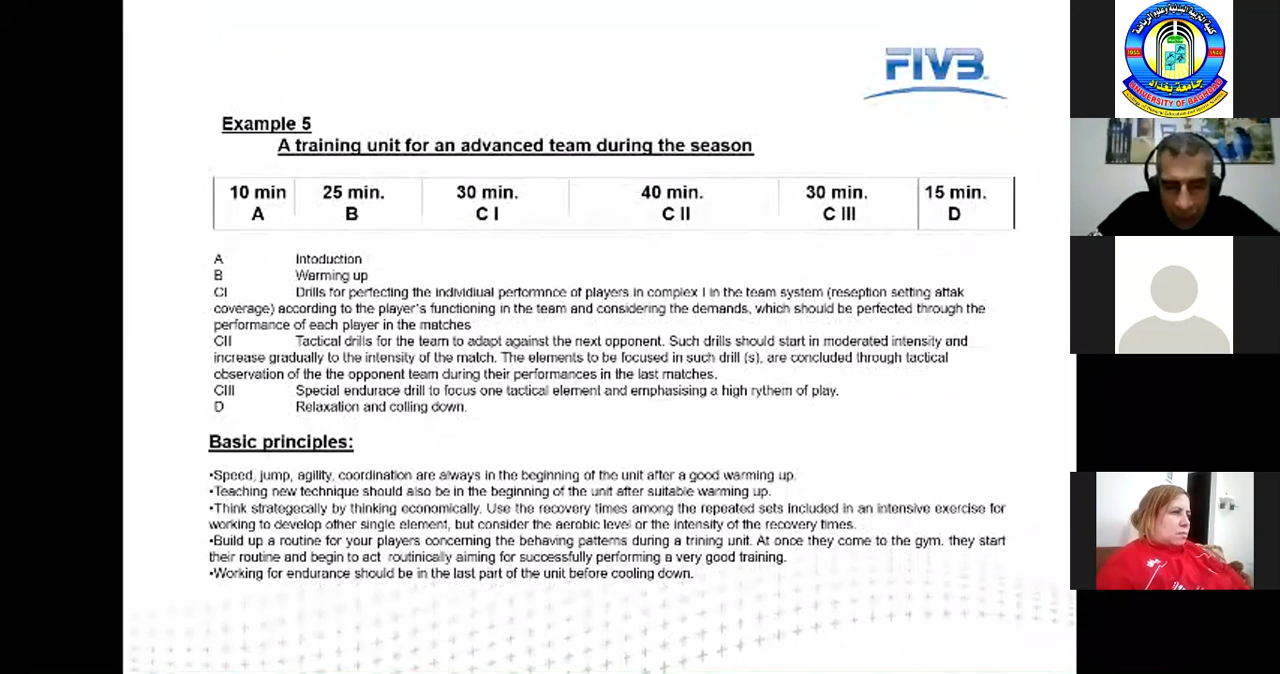 FIVB
Example 5
A training unit for an advanced team during the season
10 min 25 min. 30 min. 40 min. 30 min. 15 min.
A B C I C II C III D
A Intoduction
B Warming up
CI Drills for perfecting the individiual performnce of players in complex I in the team system (reseption setting attak
coverage) according to the player's functioning in the team and considering the demands, which should be perfected through the
performance of each player in the matches
CII Tactical drills for the team to adapt against the next opponent. Such drills should start in moderated intensity and
increase gradually to the intensity of the match. The elements to be focused in such drill (s), are concluded through tactical
observation of the the opponent team during their performances in the last matches.
CIII Special endurace drill to focus one tactical element and emphasising a high rythem of play.
D Relaxation and colling down.
Basic principles:
•Speed, jump, agility, coordination are always in the beginning of the unit after a good warming up.
•Teaching new technique should also be in the beginning of the unit after suitable warming up.
•Think strategecally by thinking economically. Use the recovery times among the repeated sets included in an intensive exercise for
working to develop other single element, but consider the aerobic level or the intensity of the recovery times.
•Build up a routine for your players concerning the behaving patterns during a trining unit. At once they come to the gym. they start
their routine and begin to act routinically aiming for successfully performing a very good training.
•Working for endurance should be in the last part of the unit before cooling down.
كلية التربية البدنية وعلوم الرياضة
جامعة بغداد
UNIVERSITY OF BAGHDAD